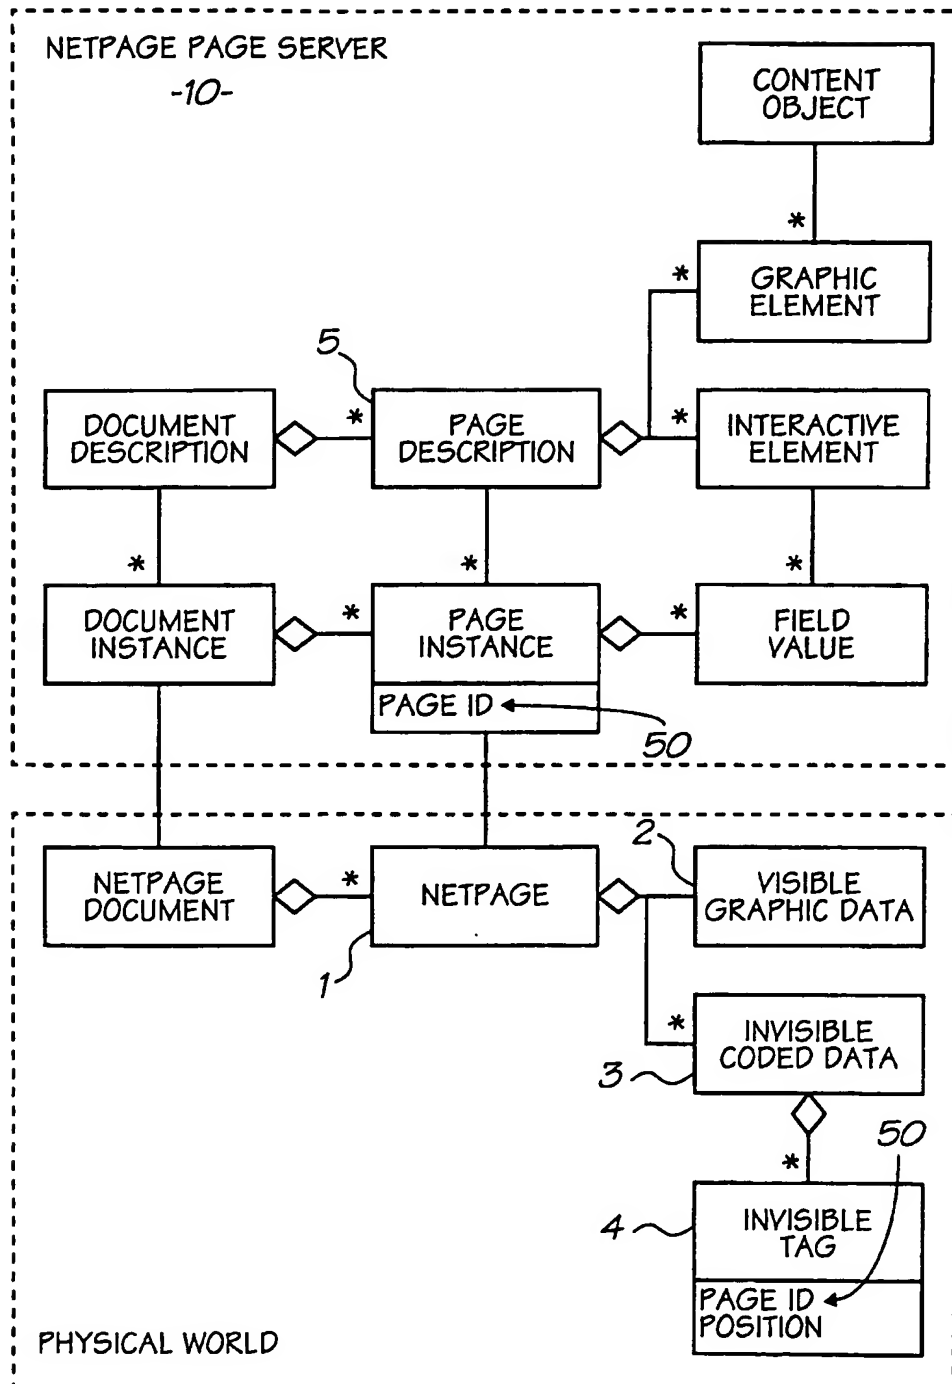 NETPAGE PAGE SERVER
-10-
CONTENT
OBJECT
*
*
GRAPHIC
ELEMENT
5
DOCUMENT
DESCRIPTION
*
PAGE
DESCRIPTION
*
INTERACTIVE
ELEMENT
*
*
*
DOCUMENT
INSTANCE
*
PAGE
INSTANCE
*
FIELD
VALUE
PAGE ID
50
NETPAGE
DOCUMENT
*
NETPAGE
1
2
VISIBLE
GRAPHIC DATA
*
INVISIBLE
CODED DATA
3
50
*
4
INVISIBLE
TAG
PAGE ID
POSITION
PHYSICAL WORLD